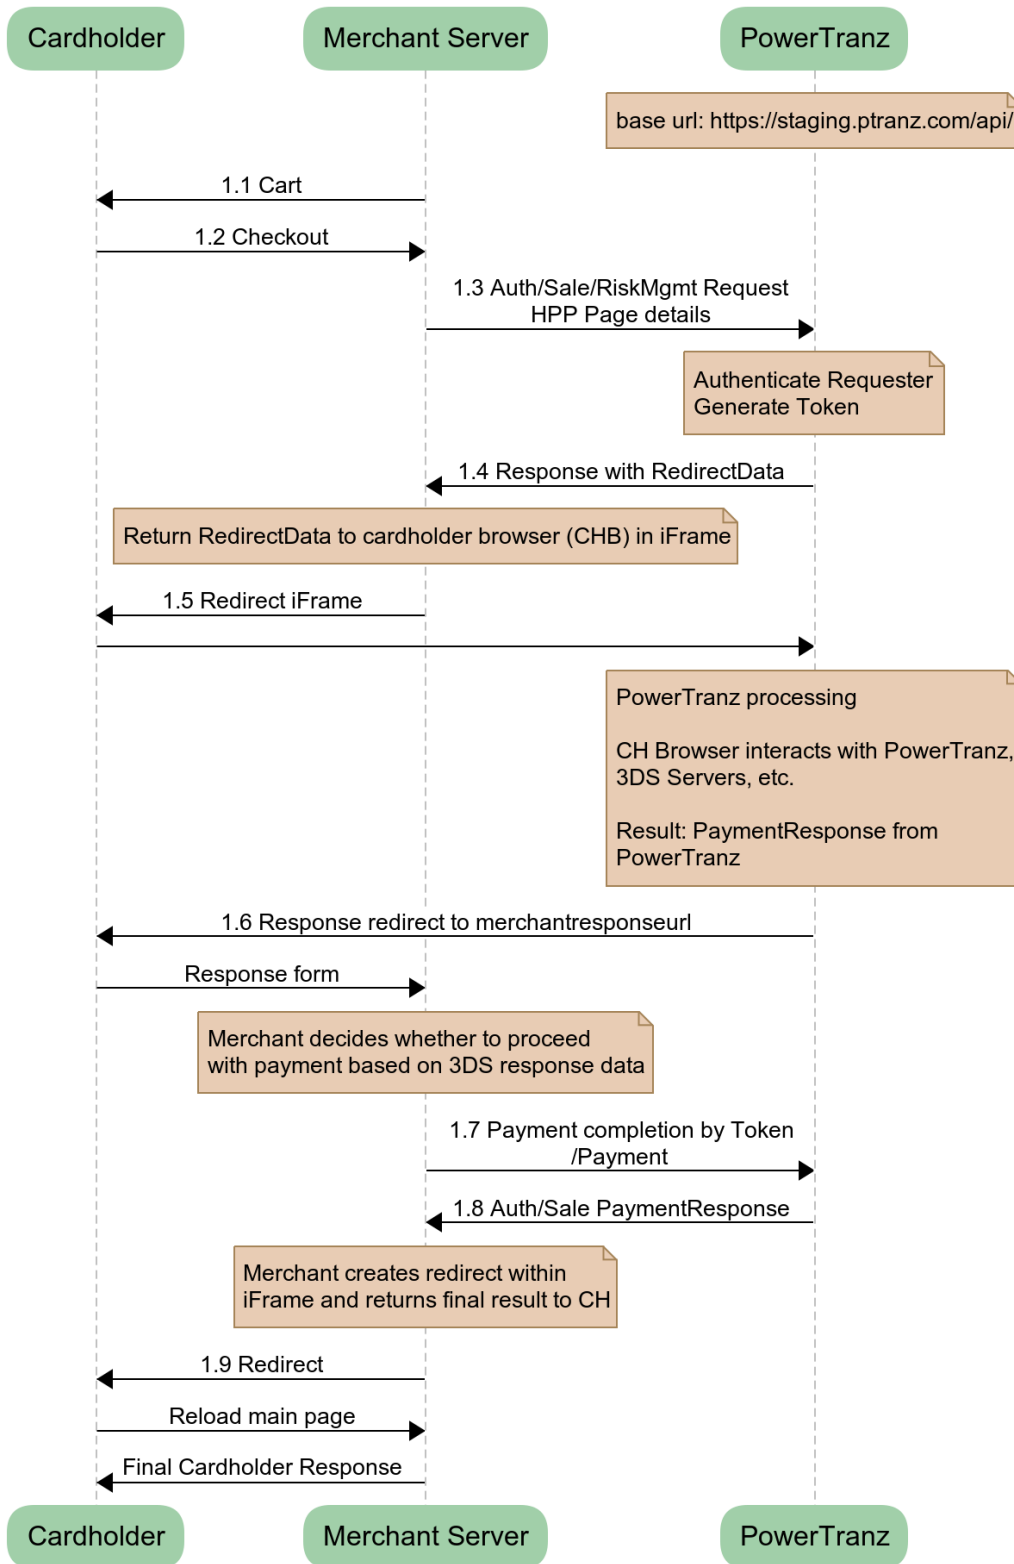 Cardholder
Merchant Server
PowerTranz
base url: https://staging.ptranz.com/api/
1.1 Cart
1.2 Checkout
1.3 Auth/Sale/RiskMgmt Request
HPP Page details
Authenticate Requester
Generate Token
1.4 Response with RedirectData
Return RedirectData to cardholder browser (CHB) in iFrame
1.5 Redirect iFrame
PowerTranz processing
CH Browser interacts with PowerTranz,
3DS Servers, etc.
Result: PaymentResponse from
PowerTranz
1.6 Response redirect to merchantresponseurl
Response form
Merchant decides whether to proceed
with payment based on 3DS response data
1.7 Payment completion by Token
/Payment
1.8 Auth/Sale PaymentResponse
Merchant creates redirect within
iFrame and returns final result to CH
1.9 Redirect
Reload main page
Final Cardholder Response
Cardholder
Merchant Server
PowerTranz